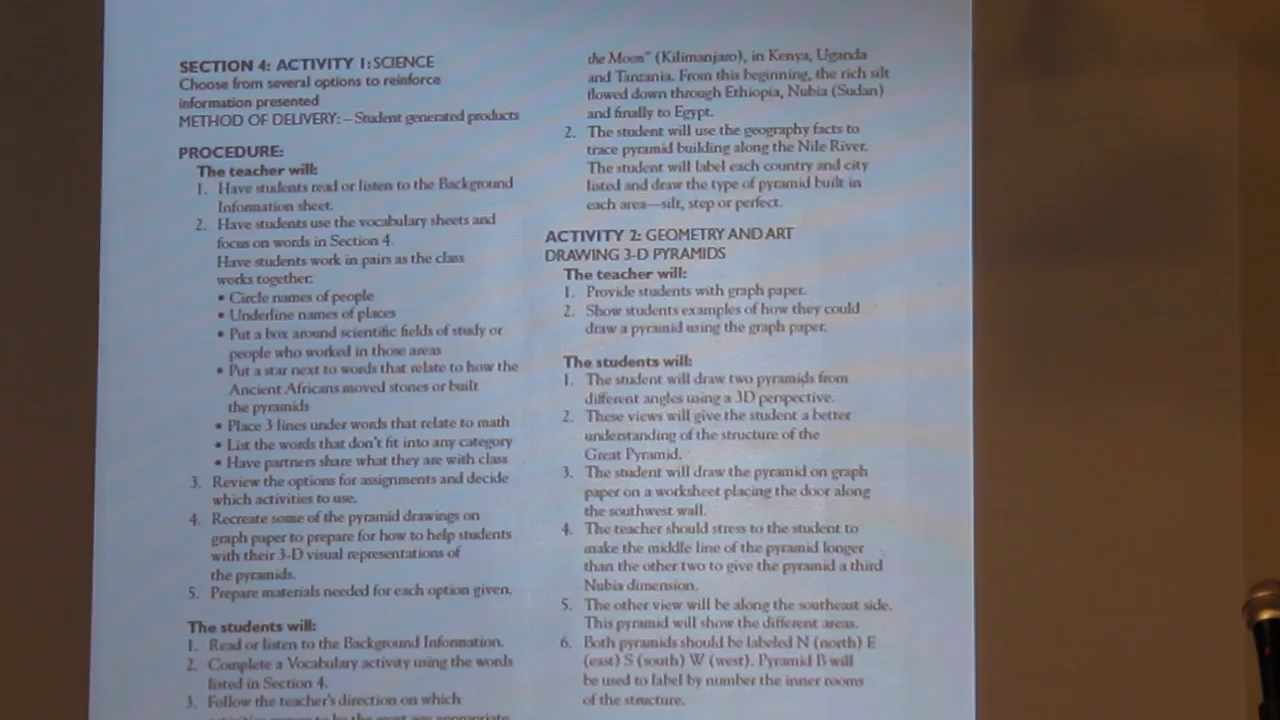 SECTION 4: ACTIVITY 1: SCIENCE
Choose from several options to reinforce
information presented
METHOD OF DELIVERY: – Student generated products
PROCEDURE:
The teacher will:
1. Have students read or listen to the Background
Information sheet.
2. Have students use the vocabulary sheets and
focus on words in Section 4.
Have students work in pairs as the class
works together:
• Circle names of people
• Underline names of places
• Put a box around scientific fields of study or
people who worked in those areas
• Put a star next to words that relate to how the
Ancient Africans moved stones or built
the pyramids
• Place 3 lines under words that relate to math
• List the words that don't fit into any category
• Have partners share what they are with class
3. Review the options for assignments and decide
which activities to use.
4. Recreate some of the pyramid drawings on
graph paper to prepare for how to help students
with their 3-D visual representations of
the pyramids.
5. Prepare materials needed for each option given.
The students will:
1. Read or listen to the Background Information.
2. Complete a Vocabulary activity using the words
listed in Section 4.
3. Follow the teacher's direction on which
the Moon" (Kilimanjaro), in Kenya, Uganda
and Tanzania. From this beginning, the rich silt
flowed down through Ethiopia, Nubia (Sudan)
and finally to Egypt.
2. The student will use the geography facts to
trace pyramid building along the Nile River.
The student will label each country and city
listed and draw the type of pyramid built in
each area—silt, step or perfect.
ACTIVITY 2: GEOMETRY AND ART
DRAWING 3-D PYRAMIDS
The teacher will:
1. Provide students with graph paper.
2. Show students examples of how they could
draw a pyramid using the graph paper.
The students will:
1. The student will draw two pyramids from
different angles using a 3D perspective.
2. These views will give the student a better
understanding of the structure of the
Great Pyramid.
3. The student will draw the pyramid on graph
paper on a worksheet placing the door along
the southwest wall.
4. The teacher should stress to the student to
make the middle line of the pyramid longer
than the other two to give the pyramid a third
Nubia dimension.
5. The other view will be along the southeast side.
This pyramid will show the different areas.
6. Both pyramids should be labeled N (north) E
(east) S (south) W (west). Pyramid B will
be used to label by number the inner rooms
of the structure.